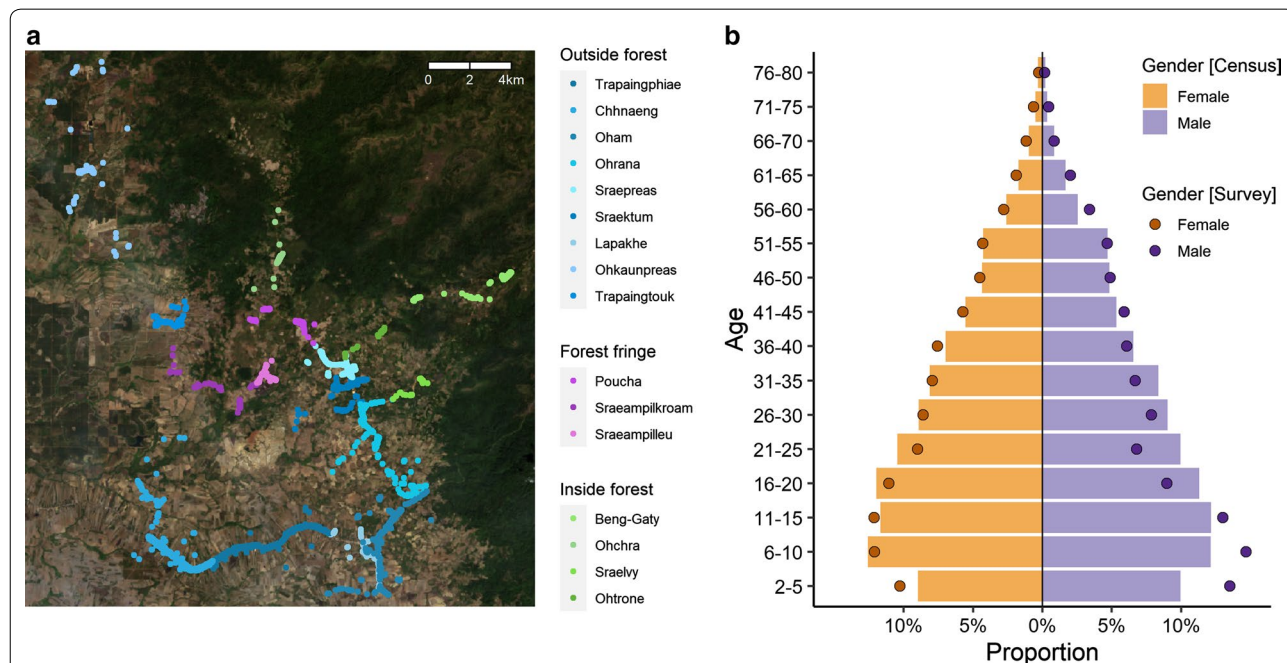 a
0 2 4km
Outside forest
Trapaingphiae
Chhnaeng
Oham
Ohrana
Sraepreas
Sraektum
Lapakhe
Ohkaunpreas
Trapaingtouk
Forest fringe
Poucha
Sraeampilkroam
Sraeampilleu
Inside forest
Beng-Gaty
Ohchra
Sraelvy
Ohtrone
b
Age
76-80
71-75
66-70
61-65
56-60
51-55
46-50
41-45
36-40
31-35
26-30
21-25
16-20
11-15
6-10
2-5
10% 5% 0% 5% 10%
Proportion
Gender [Census]
Female
Male
Gender [Survey]
Female
Male